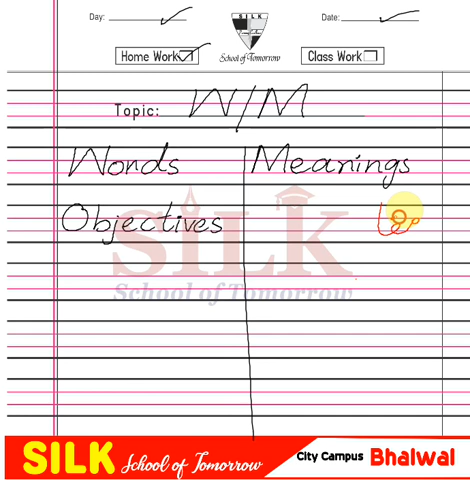 Day:
SILK
School of Tomorrow
Date:
Home Work
Class Work
Topic: W/M
Words Meanings
Objectives
SiLK
School of Tomorrow
SILK School of Tomorrow City Campus Bhalwal